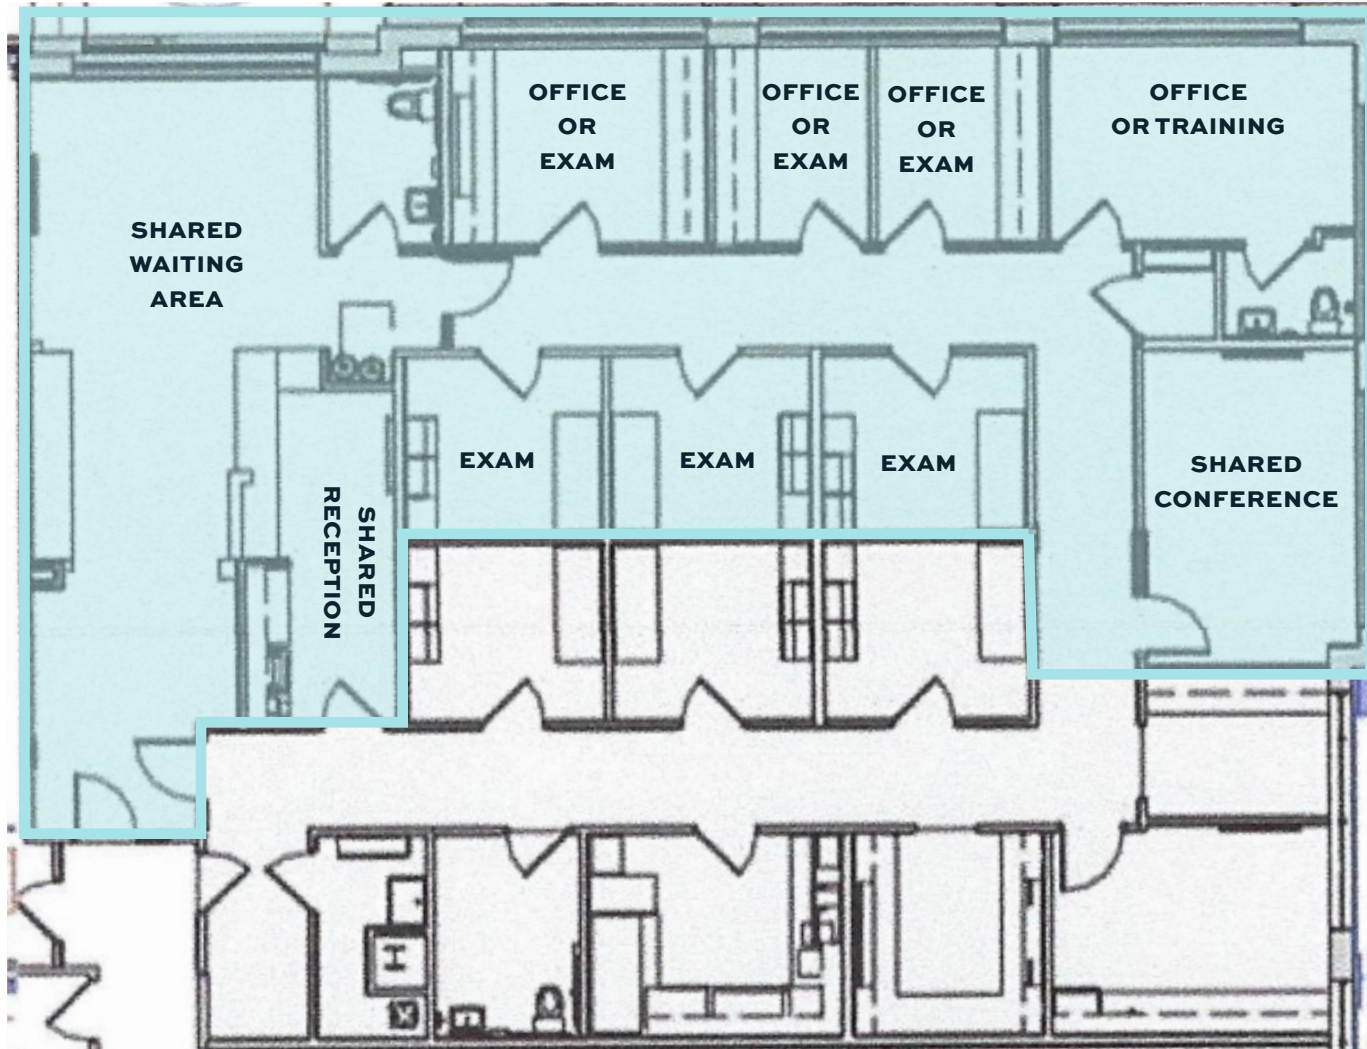 OFFICE
OR
EXAM
OFFICE
OR
EXAM
OFFICE
OR
EXAM
OFFICE
OR TRAINING
SHARED
WAITING
AREA
EXAM
EXAM
EXAM
SHARED
CONFERENCE
SHARED
RECEPTION